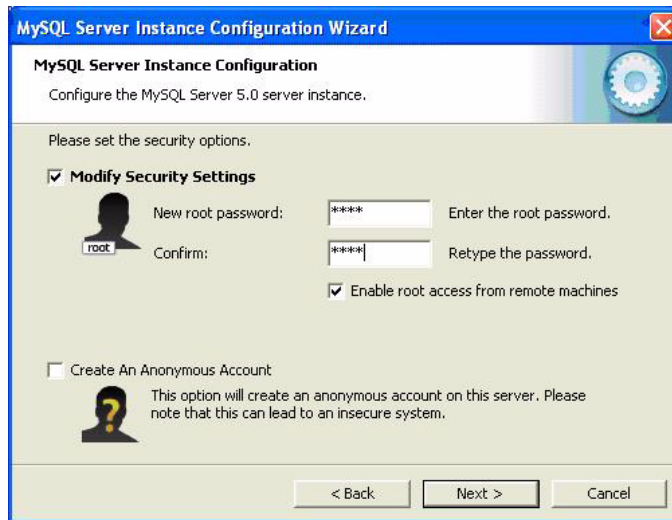 MySQL Server Instance Configuration Wizard
MySQL Server Instance Configuration
Configure the MySQL Server 5.0 server instance.
Please set the security options.
Modify Security Settings
New root password: **** Enter the root password.
root
Confirm: **** Retype the password.
Enable root access from remote machines
Create An Anonymous Account
This option will create an anonymous account on this server. Please
note that this can lead to an insecure system.
< Back Next > Cancel